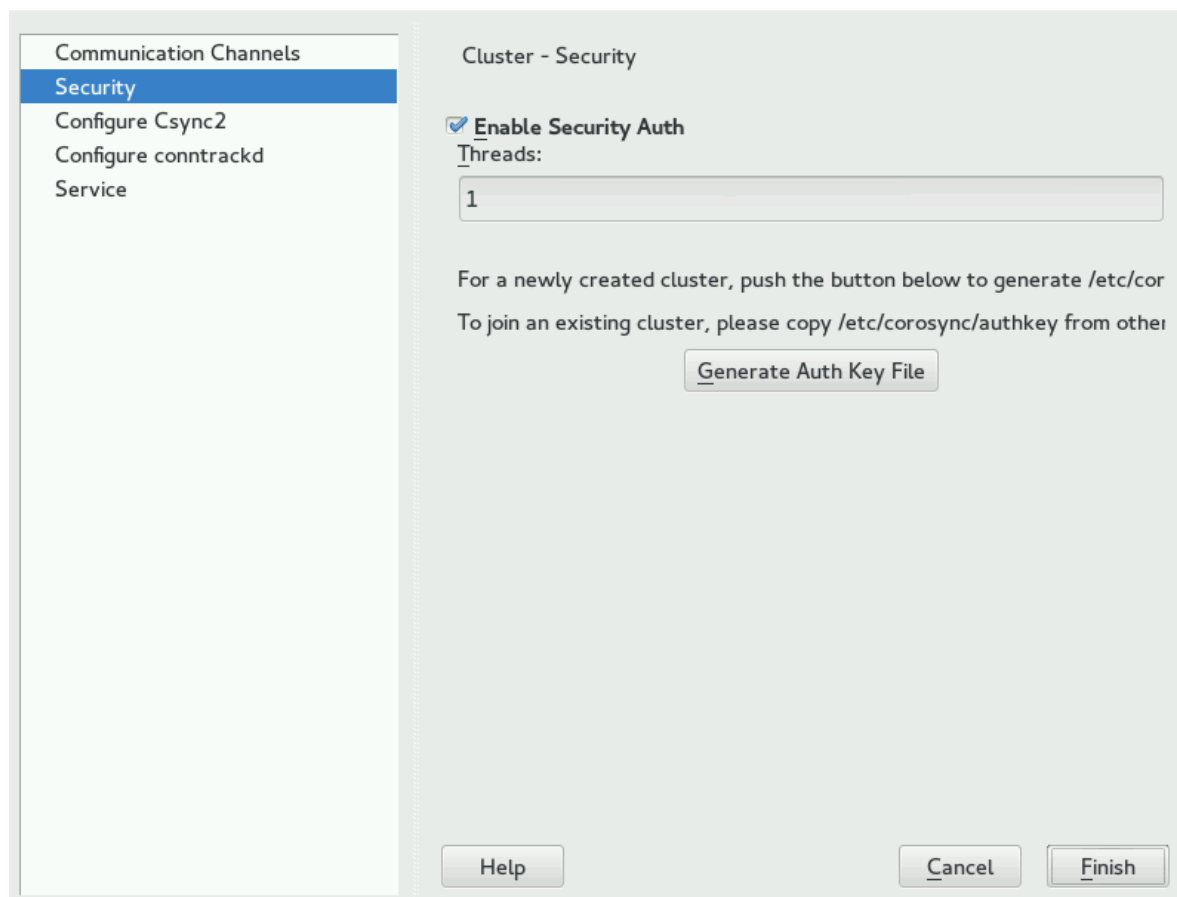 Communication Channels
Security
Configure Csync2
Configure conntrackd
Service
Cluster - Security
Enable Security Auth
Threads:
1
For a newly created cluster, push the button below to generate /etc/cor
To join an existing cluster, please copy /etc/corosync/authkey from other
Generate Auth Key File
Help
Cancel
Finish